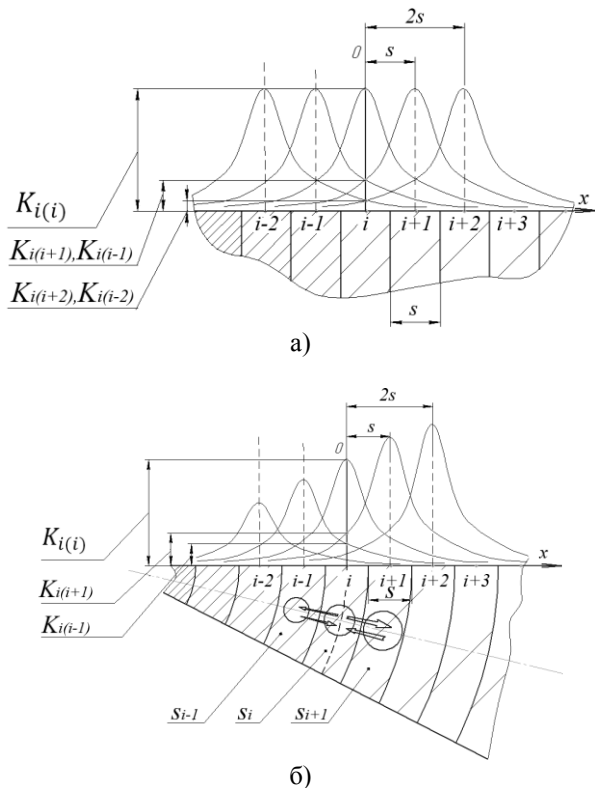 2s
0
s
K_{i(i)}
x
i-2 i-1 i i+1 i+2 i+3
K_{i(i+1)},K_{i(i-1)}
K_{i(i+2)},K_{i(i-2)}
s
а)
2s
0
s
K_{i(i)}
x
i-2 i-1 i i+1 i+2 i+3
K_{i(i+1)}
s
K_{i(i-1)}
s_{i-1} s_i s_{i+1}
б)